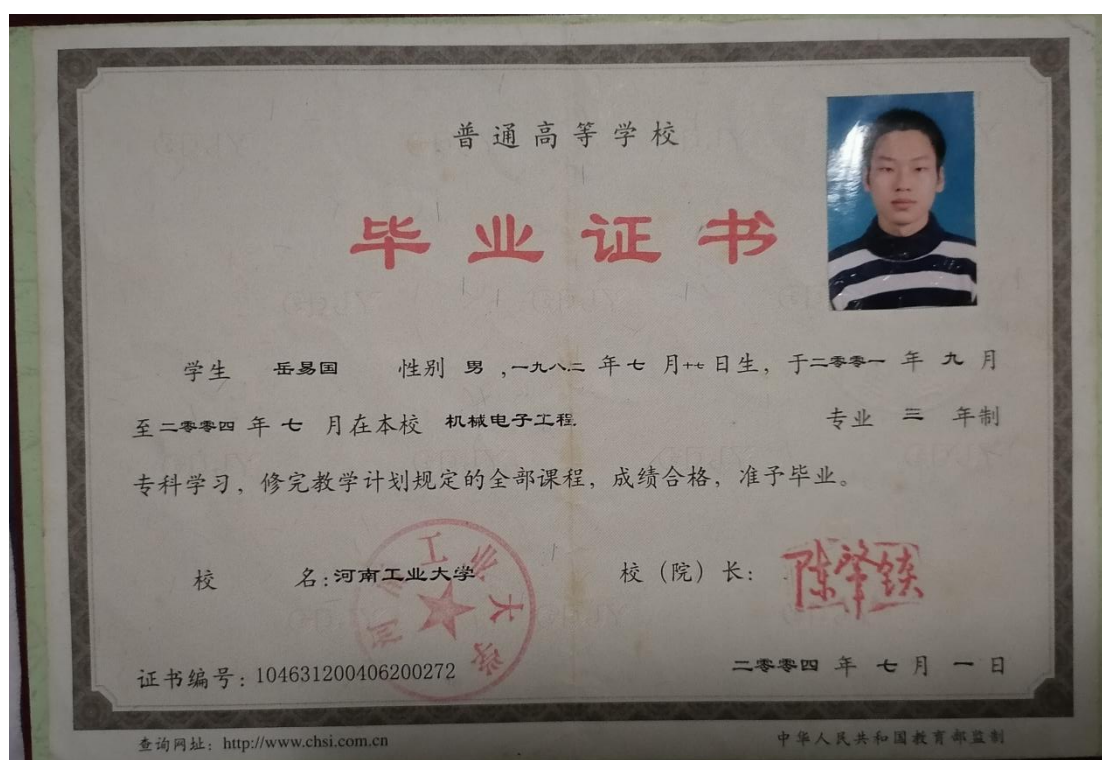 普通高等学校
毕业证书
学生 岳易国 性别 男 ,一九八二 年 七 月 十七 日生, 于 二零零一 年 九 月
至 二零零四 年 七 月在本校 机械电子工程 专业 三 年制
专科学习, 修完教学计划规定的全部课程, 成绩合格, 准予毕业。
校 名: 河南工业大学 校（院）长: 陈肇锬
证书编号: 104631200406200272 二零零四 年 七 月 一 日
查询网址: http://www.chsi.com.cn 中华人民共和国教育部监制